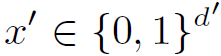 x′ ∈ {0, 1}^{d′}